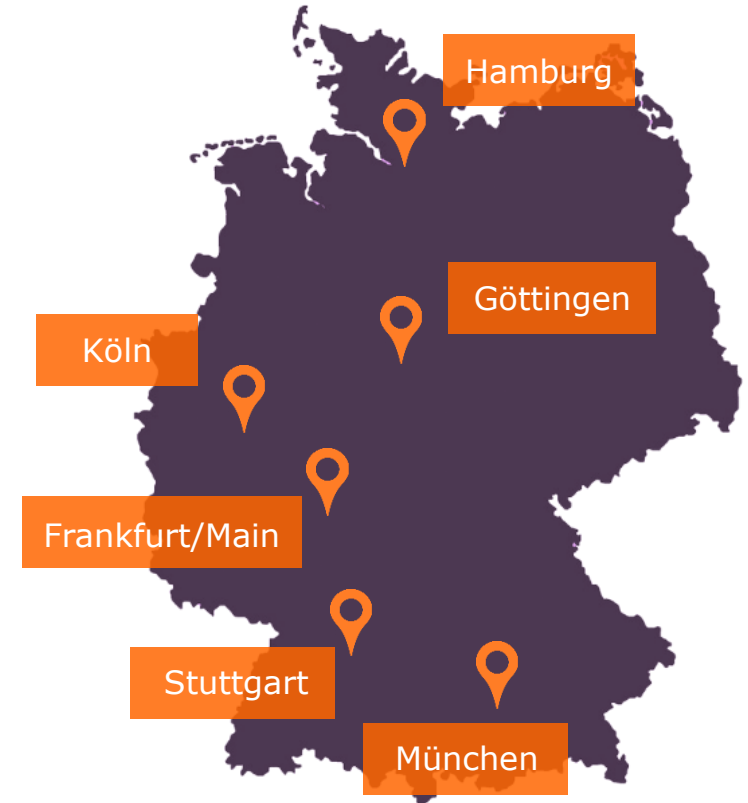 Hamburg
Göttingen
Köln
Frankfurt/Main
Stuttgart
München